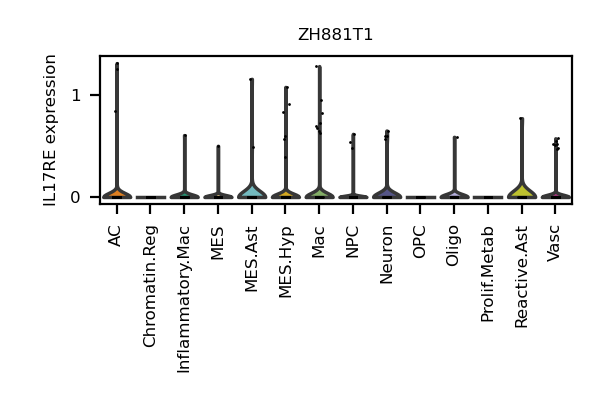 ZH881T1
IL17RE expression
1
0
AC
Chromatin.Reg
Inflammatory.Mac
MES
MES.Ast
MES.Hyp
Mac
NPC
Neuron
OPC
Oligo
Prolif.Metab
Reactive.Ast
Vasc